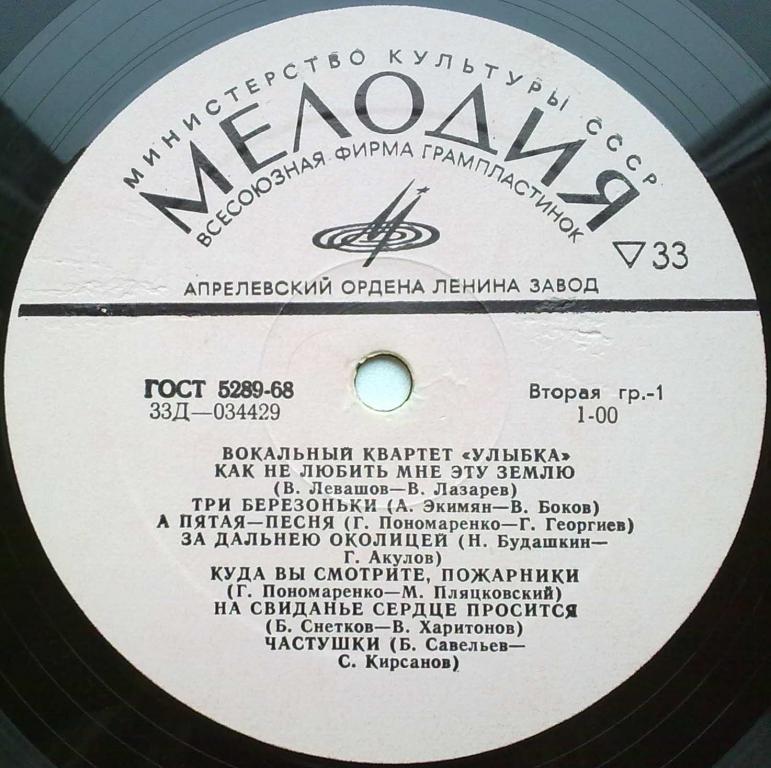 МИНИСТЕРСТВО КУЛЬТУРЫ СССР
МЕЛОДИЯ
ВСЕСОЮЗНАЯ ФИРМА ГРАМПЛАСТИНОК
▽33
АПРЕЛЕВСКИЙ ОРДЕНА ЛЕНИНА ЗАВОД
ГОСТ 5289-68
33Д—034429
Вторая гр.-1
1-00
ВОКАЛЬНЫЙ КВАРТЕТ «УЛЫБКА»
КАК НЕ ЛЮБИТЬ МНЕ ЭТУ ЗЕМЛЮ
(В. Левашов—В. Лазарев)
ТРИ БЕРЕЗОНЬКИ (А. Экимян—В. Боков)
А ПЯТАЯ—ПЕСНЯ (Г. Пономаренко—Г. Георгиев)
ЗА ДАЛЬНЕЮ ОКОЛИЦЕЙ (Н. Будашкин—
Г. Акулов)
КУДА ВЫ СМОТРИТЕ, ПОЖАРНИКИ
(Г. Пономаренко—М. Пляцковский)
НА СВИДАНЬЕ СЕРДЦЕ ПРОСИТСЯ
(Б. Снетков—В. Харитонов)
ЧАСТУШКИ (Б. Савельев—
С. Кирсанов)